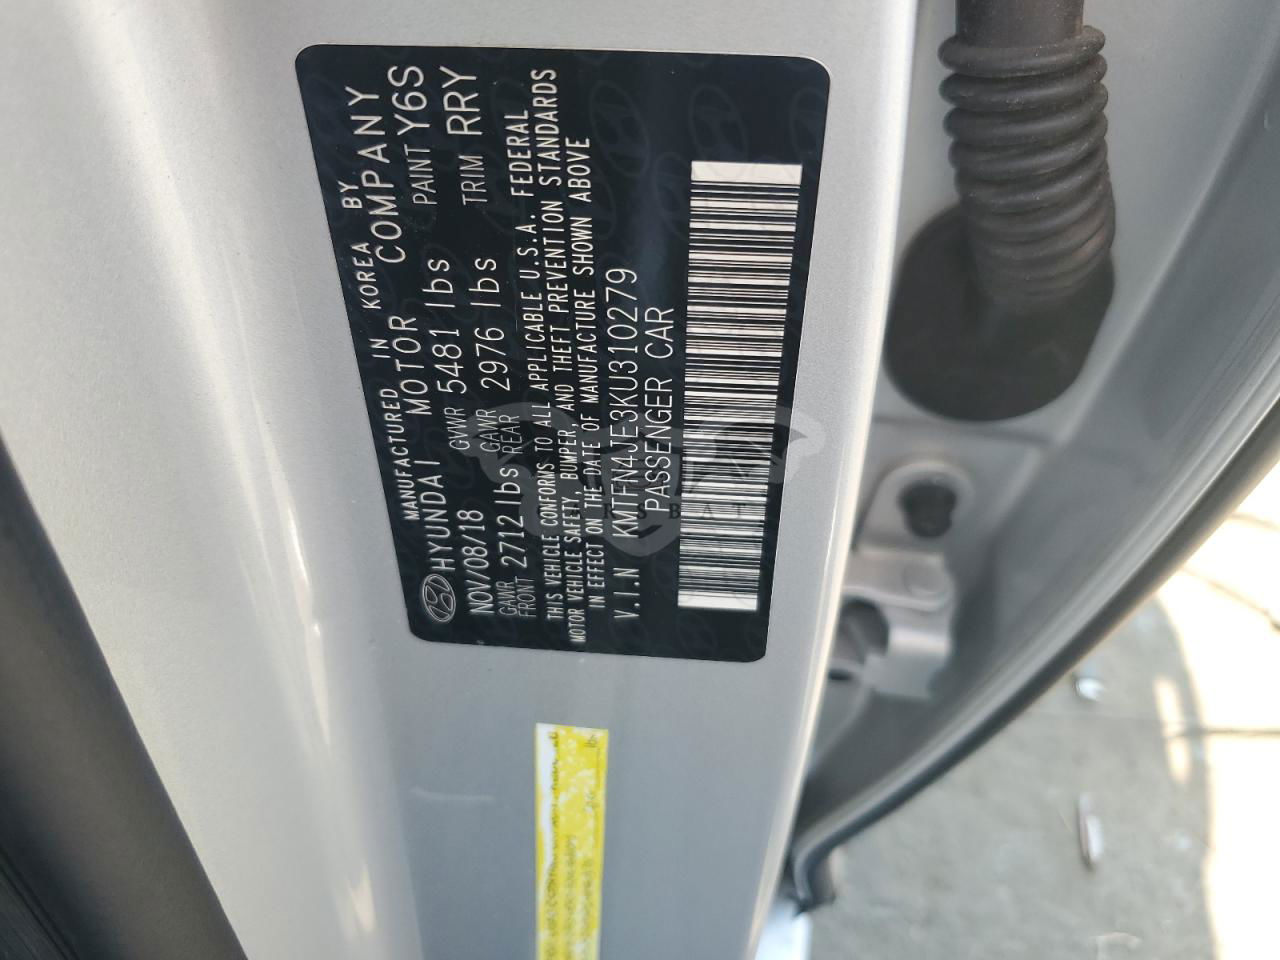 MANUFACTURED IN KOREA BY
HYUNDAI MOTOR COMPANY
NOV/08/18 GVWR 5481 lbs PAINT Y6S
GAWR FRONT 2712 lbs GAWR REAR 2976 lbs TRIM RRY
THIS VEHICLE CONFORMS TO ALL APPLICABLE U.S.A. FEDERAL
MOTOR VEHICLE SAFETY, BUMPER, AND THEFT PREVENTION STANDARDS
IN EFFECT ON THE DATE OF MANUFACTURE SHOWN ABOVE
V.I.N KMTFN4JE3KU310279
PASSENGER CAR